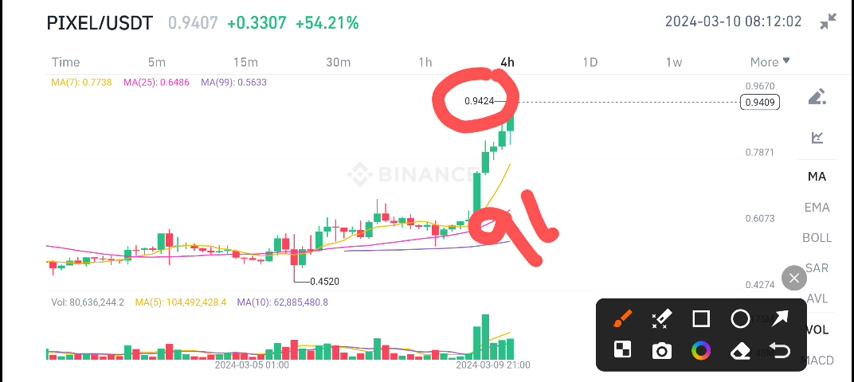 PIXEL/USDT 0.9407 +0.3307 +54.21% 2024-03-10 08:12:02
Time 5m 15m 30m 1h 4h 1D 1w More
MA(7): 0.7738 MA(25): 0.6486 MA(99): 0.5633
0.9670
0.9424
0.9409
BINANCE
0.7871
0.6073
0.4520
0.4274
MA
EMA
BOLL
SAR
AVL
VOL
MACD
Vol: 80,636,244.2 MA(5): 104,492,428.4 MA(10): 62,885,480.8
2024-03-05 01:00 2024-03-09 21:00